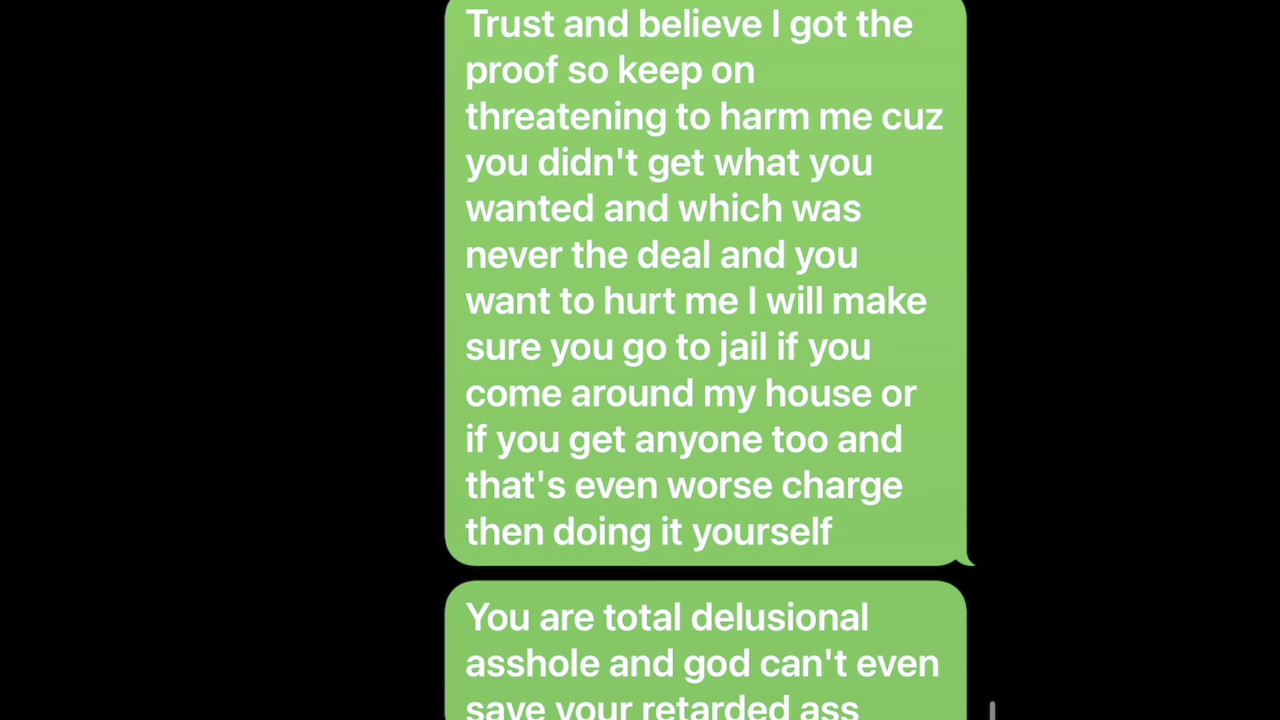 Trust and believe I got the
proof so keep on
threatening to harm me cuz
you didn't get what you
wanted and which was
never the deal and you
want to hurt me I will make
sure you go to jail if you
come around my house or
if you get anyone too and
that's even worse charge
then doing it yourself
You are total delusional
asshole and god can't even
save your retarded ass